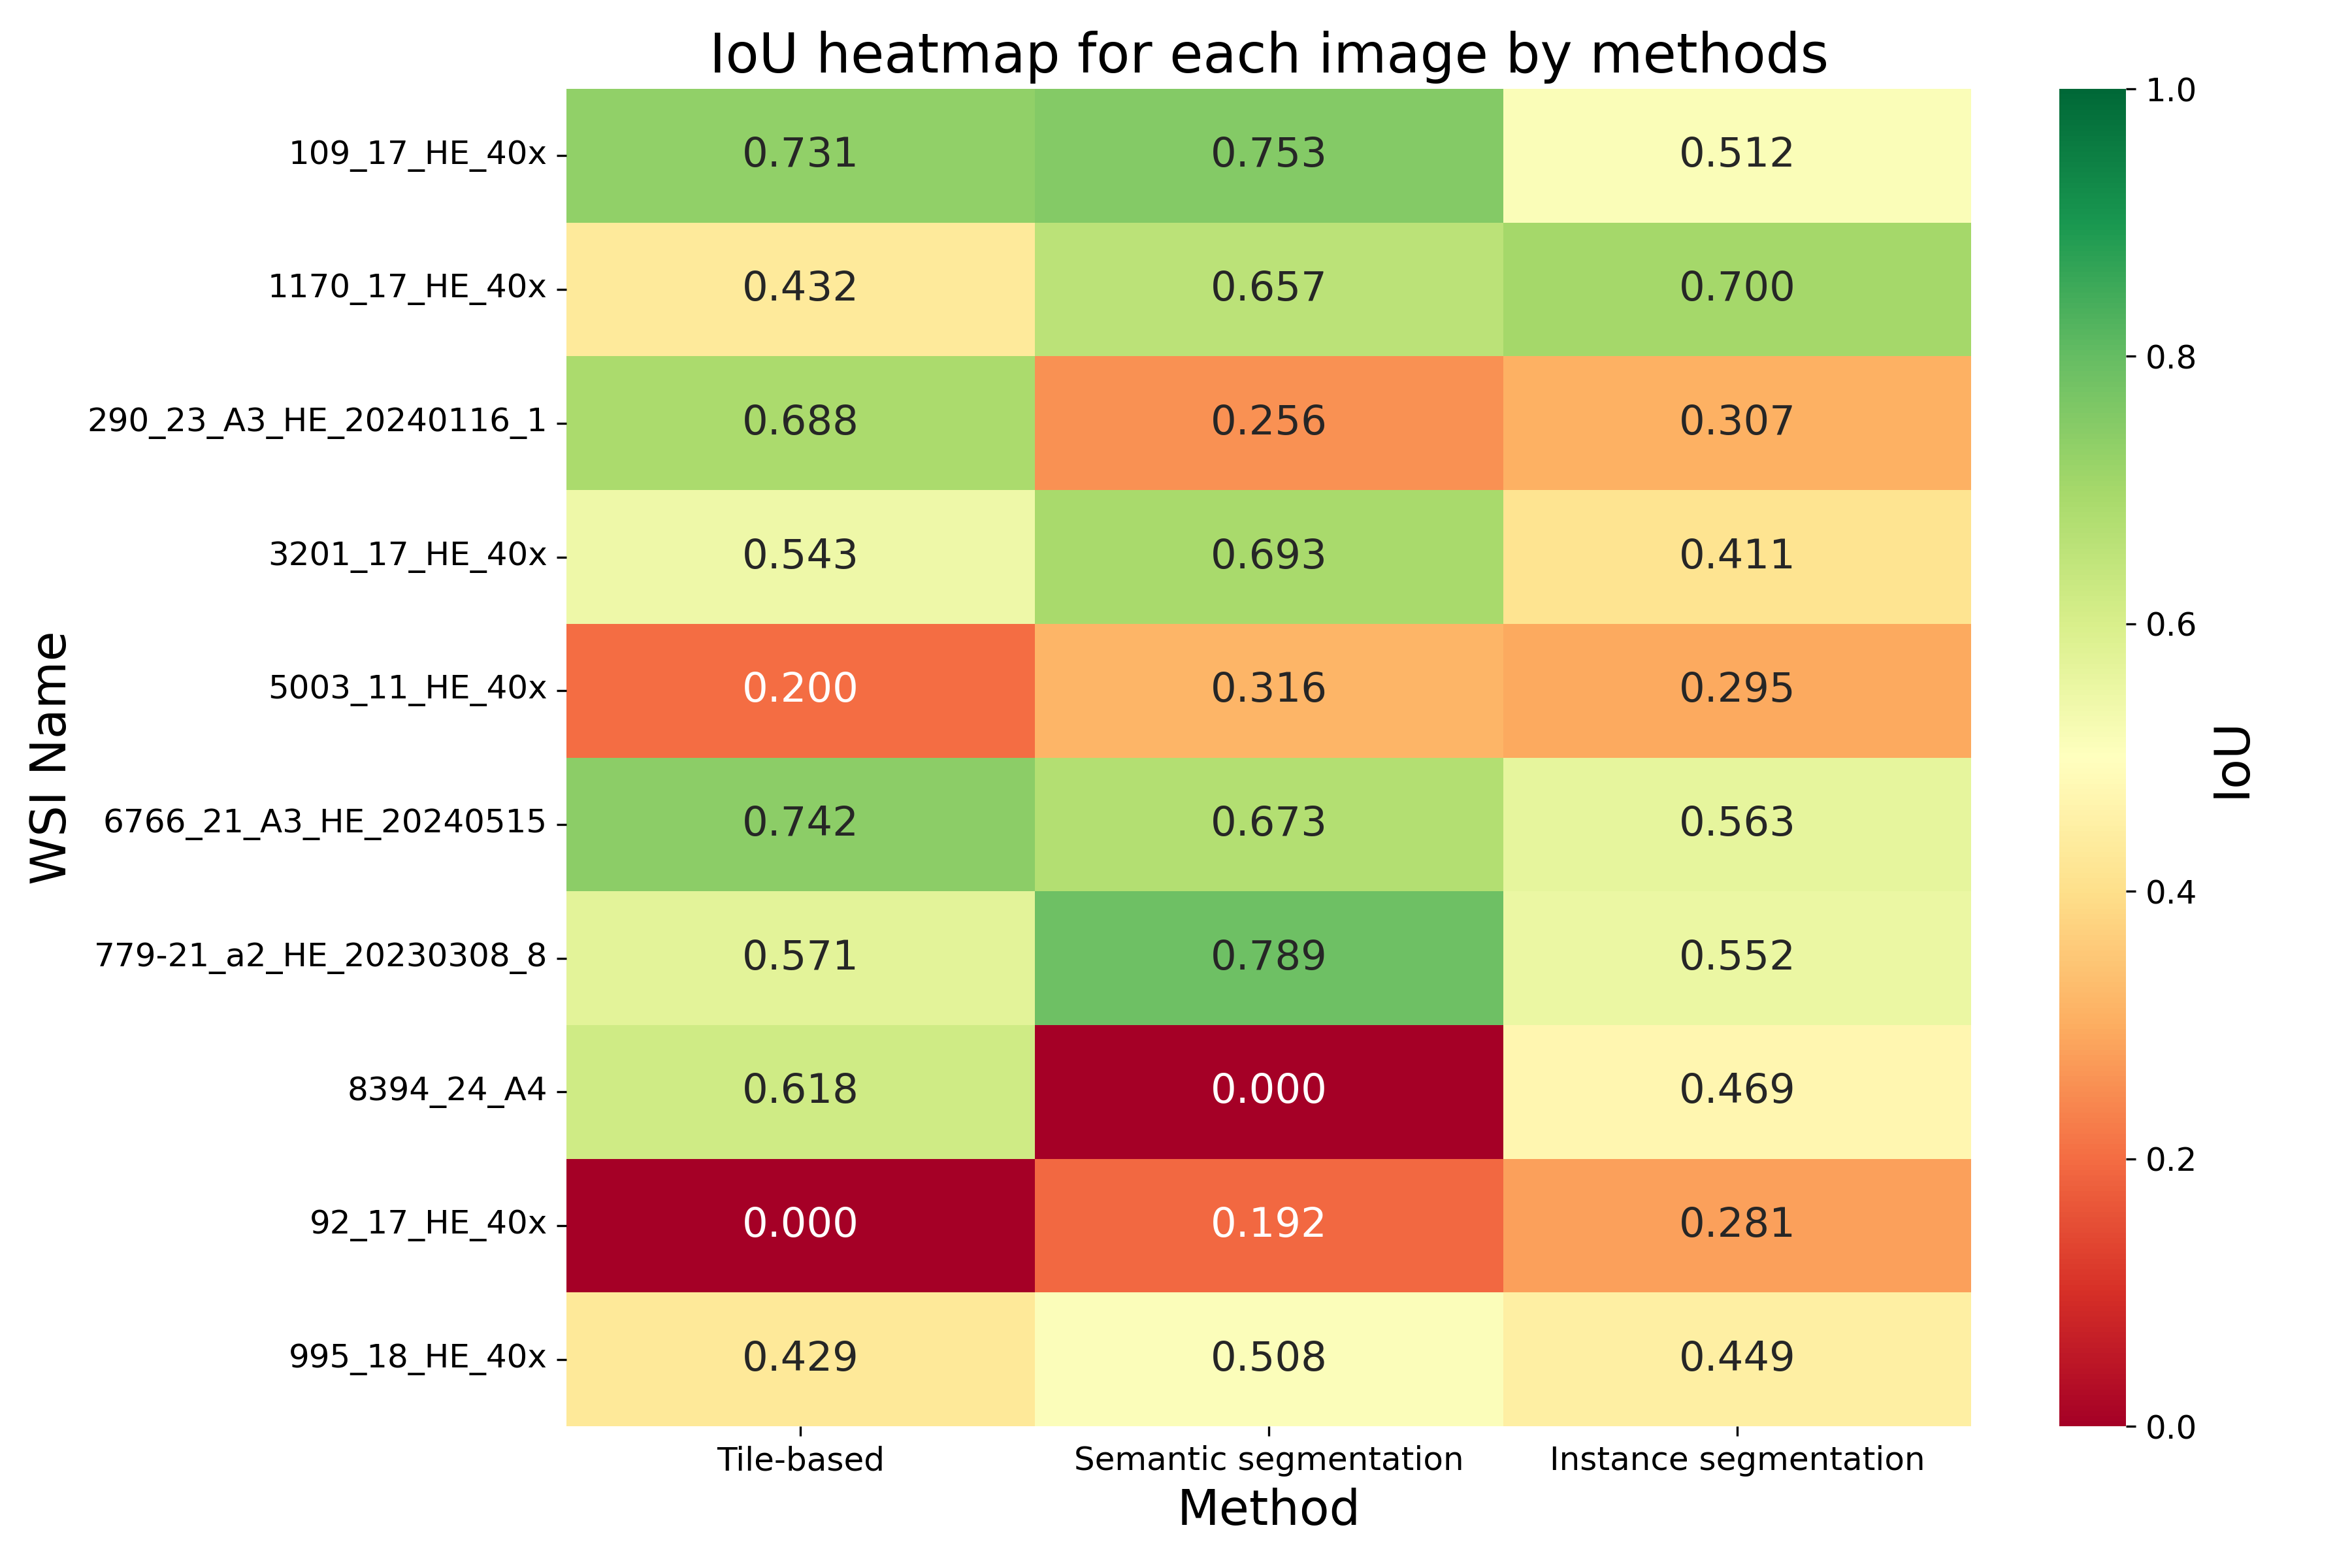 IoU heatmap for each image by methods
109_17_HE_40x 0.731 0.753 0.512
1170_17_HE_40x 0.432 0.657 0.700
290_23_A3_HE_20240116_1 0.688 0.256 0.307
3201_17_HE_40x 0.543 0.693 0.411
5003_11_HE_40x 0.200 0.316 0.295
6766_21_A3_HE_20240515 0.742 0.673 0.563
779-21_a2_HE_20230308_8 0.571 0.789 0.552
8394_24_A4 0.618 0.000 0.469
92_17_HE_40x 0.000 0.192 0.281
995_18_HE_40x 0.429 0.508 0.449
Tile-based Semantic segmentation Instance segmentation
Method
WSI Name
1.0
0.8
0.6
0.4
0.2
0.0
IoU